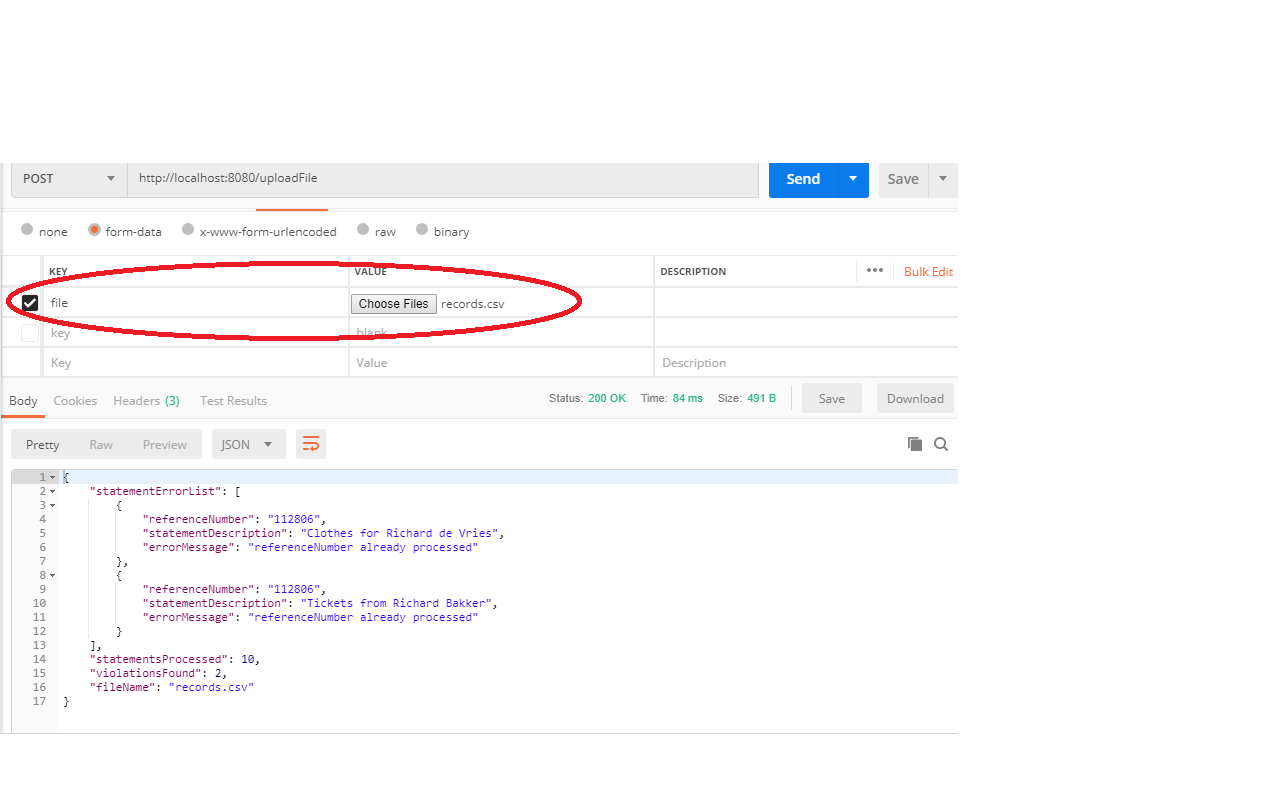 POST http://localhost:8080/uploadFile Send Save
none form-data x-www-form-urlencoded raw binary
KEY VALUE DESCRIPTION ••• Bulk Edit
file Choose Files records.csv
key blank
Key Value Description
Body Cookies Headers (3) Test Results Status: 200 OK Time: 84 ms Size: 491 B Save Download
Pretty Raw Preview JSON
1 {
2 "statementErrorList": [
3 {
4 "referenceNumber": "112806",
5 "statementDescription": "Clothes for Richard de Vries",
6 "errorMessage": "referenceNumber already processed"
7 },
8 {
9 "referenceNumber": "112806",
10 "statementDescription": "Tickets from Richard Bakker",
11 "errorMessage": "referenceNumber already processed"
12 }
13 ],
14 "statementsProcessed": 10,
15 "violationsFound": 2,
16 "fileName": "records.csv"
17 }